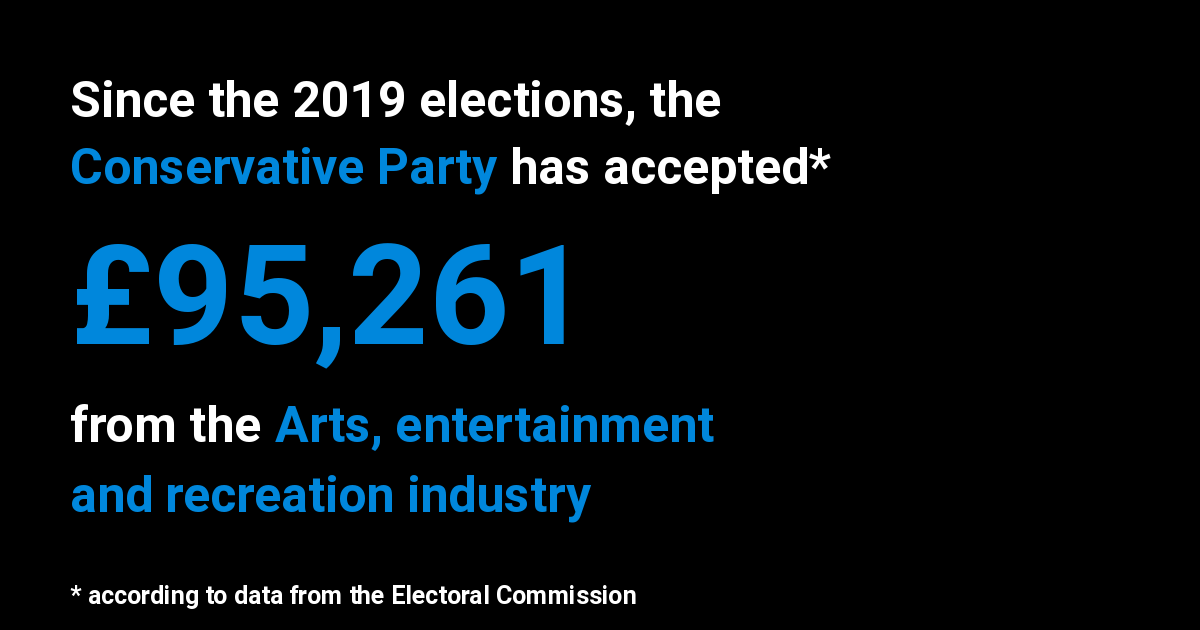 Since the 2019 elections, the
Conservative Party has accepted*
£95,261
from the Arts, entertainment
and recreation industry
* according to data from the Electoral Commission